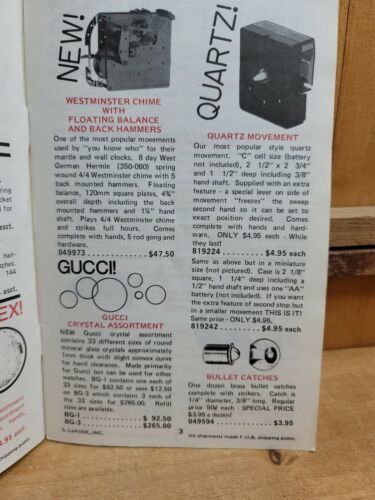 NEW!
WESTMINSTER CHIME
WITH
FLOATING BALANCE
AND BACK HAMMERS
One of the most popular movements
used by "you know who" for their
mantle and wall clocks. 8 day West
German Hermle (350-060) spring
wound 4/4 Westminster chime with 5
back mounted hammers. Floating
balance, 120mm square plates, 4¾"
overall depth including the back
mounted hammers and 1¼" hand
shaft. Plays 4/4 Westminster chime
and strikes full hours. Comes
complete with hands, 5 rod gong and
hardware.
049973 . . . . . . . . . . . . . . $47.50
GUCCI!
GUCCI
CRYSTAL ASSORTMENT
NEW Gucci crystal assortment
contains 33 different sizes of round
mineral glass crystals approximately
1mm thick with slight convex curve
for hand clearance. Made primarily
for Gucci but can be used for other
watches. BG-1 contains one each of
33 sizes for $92.50 or save $12.50
on BG-3 which contains 3 each of
the 33 sizes for $265.00. Refill
sizes are available.
BG-1 . . . . . . . . . . . . . . . . $ 92.50
BG-3 . . . . . . . . . . . . . . . . $265.00
S. LAROSE, INC.
QUARTZ!
QUARTZ MOVEMENT
Our most popular style quartz
movement. "C" cell size (battery
not included), 2 1/2" x 2 3/4"
and 1 1/2" deep including 3/8"
hand shaft. Supplied with an extra
feature - a special lever on side of
movement "freezes" the sweep
second hand so it can be set to
exact position desired. Comes
complete with hands and hard-
ware. ONLY $4.95 each - While
they last!
819224 . . . . . . . . . . . $4.95 each
Same as above but in a miniature
size (not pictured). Case is 2 1/8"
square, 1 1/4" deep including a
1/2" hand shaft and uses one "AA"
battery (not included). If you want
the extra feature of second stop but
in a smaller movement THIS IS IT!
Same price - ONLY $4.95.
819242 . . . . . . . . . . . $4.95 each
BULLET CATCHES
One dozen brass bullet catches
complete with strikers. Catch is
1/4" diameter, 3/8" long. Regular
price 50¢ each - SPECIAL PRICE
$3.95 a dozen!
049594 . . . . . . . . . . . . . . $3.95
3
All shipments made F.O.B. shipping point.